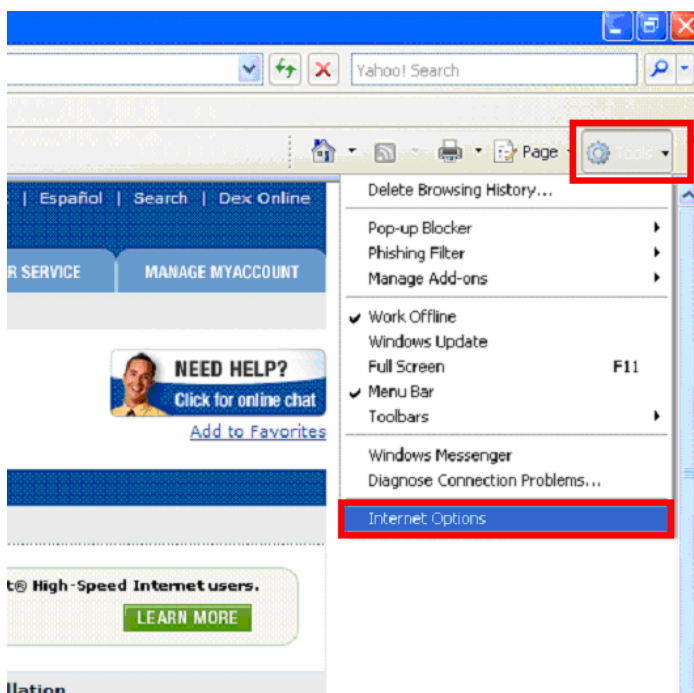 Yahoo! Search
Page
Tools
| Español | Search | Dex Online
R SERVICE
MANAGE MYACCOUNT
NEED HELP?
Click for online chat
Add to Favorites
t® High-Speed Internet users.
LEARN MORE
llation
Delete Browsing History...
Pop-up Blocker
Phishing Filter
Manage Add-ons
Work Offline
Windows Update
Full Screen F11
Menu Bar
Toolbars
Windows Messenger
Diagnose Connection Problems...
Internet Options